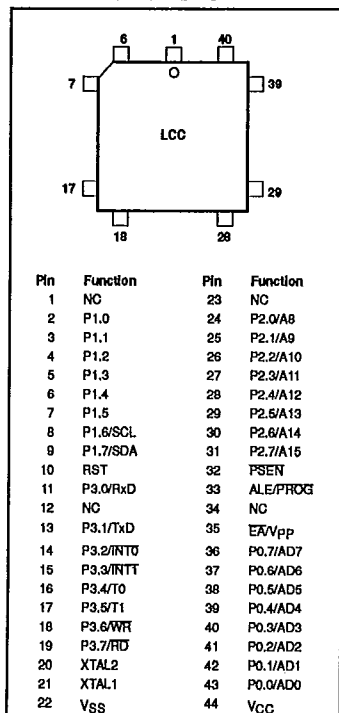 6 1 40
7 39
LCC
17 29
18 28
Pin Function Pin Function
1 NC 23 NC
2 P1.0 24 P2.0/A8
3 P1.1 25 P2.1/A9
4 P1.2 26 P2.2/A10
5 P1.3 27 P2.3/A11
6 P1.4 28 P2.4/A12
7 P1.5 29 P2.5/A13
8 P1.6/SCL 30 P2.6/A14
9 P1.7/SDA 31 P2.7/A15
10 RST 32 P̅S̅E̅N̅
11 P3.0/RxD 33 ALE/P̅R̅O̅G̅
12 NC 34 NC
13 P3.1/TxD 35 E̅A̅/VPP
14 P3.2/I̅N̅T̅0̅ 36 P0.7/AD7
15 P3.3/I̅N̅T̅1̅ 37 P0.6/AD6
16 P3.4/T0 38 P0.5/AD5
17 P3.5/T1 39 P0.4/AD4
18 P3.6/W̅R̅ 40 P0.3/AD3
19 P3.7/R̅D̅ 41 P0.2/AD2
20 XTAL2 42 P0.1/AD1
21 XTAL1 43 P0.0/AD0
22 VSS 44 VCC